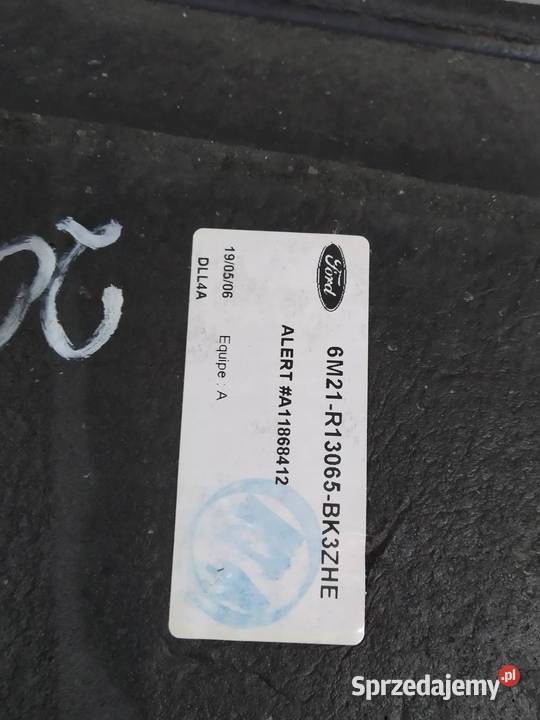 Ford
6M21-R13065-BK3ZHE
ALERT #A11868412
19/05/06 Equipe : A
DLL4A
Sprzedajemy.pl